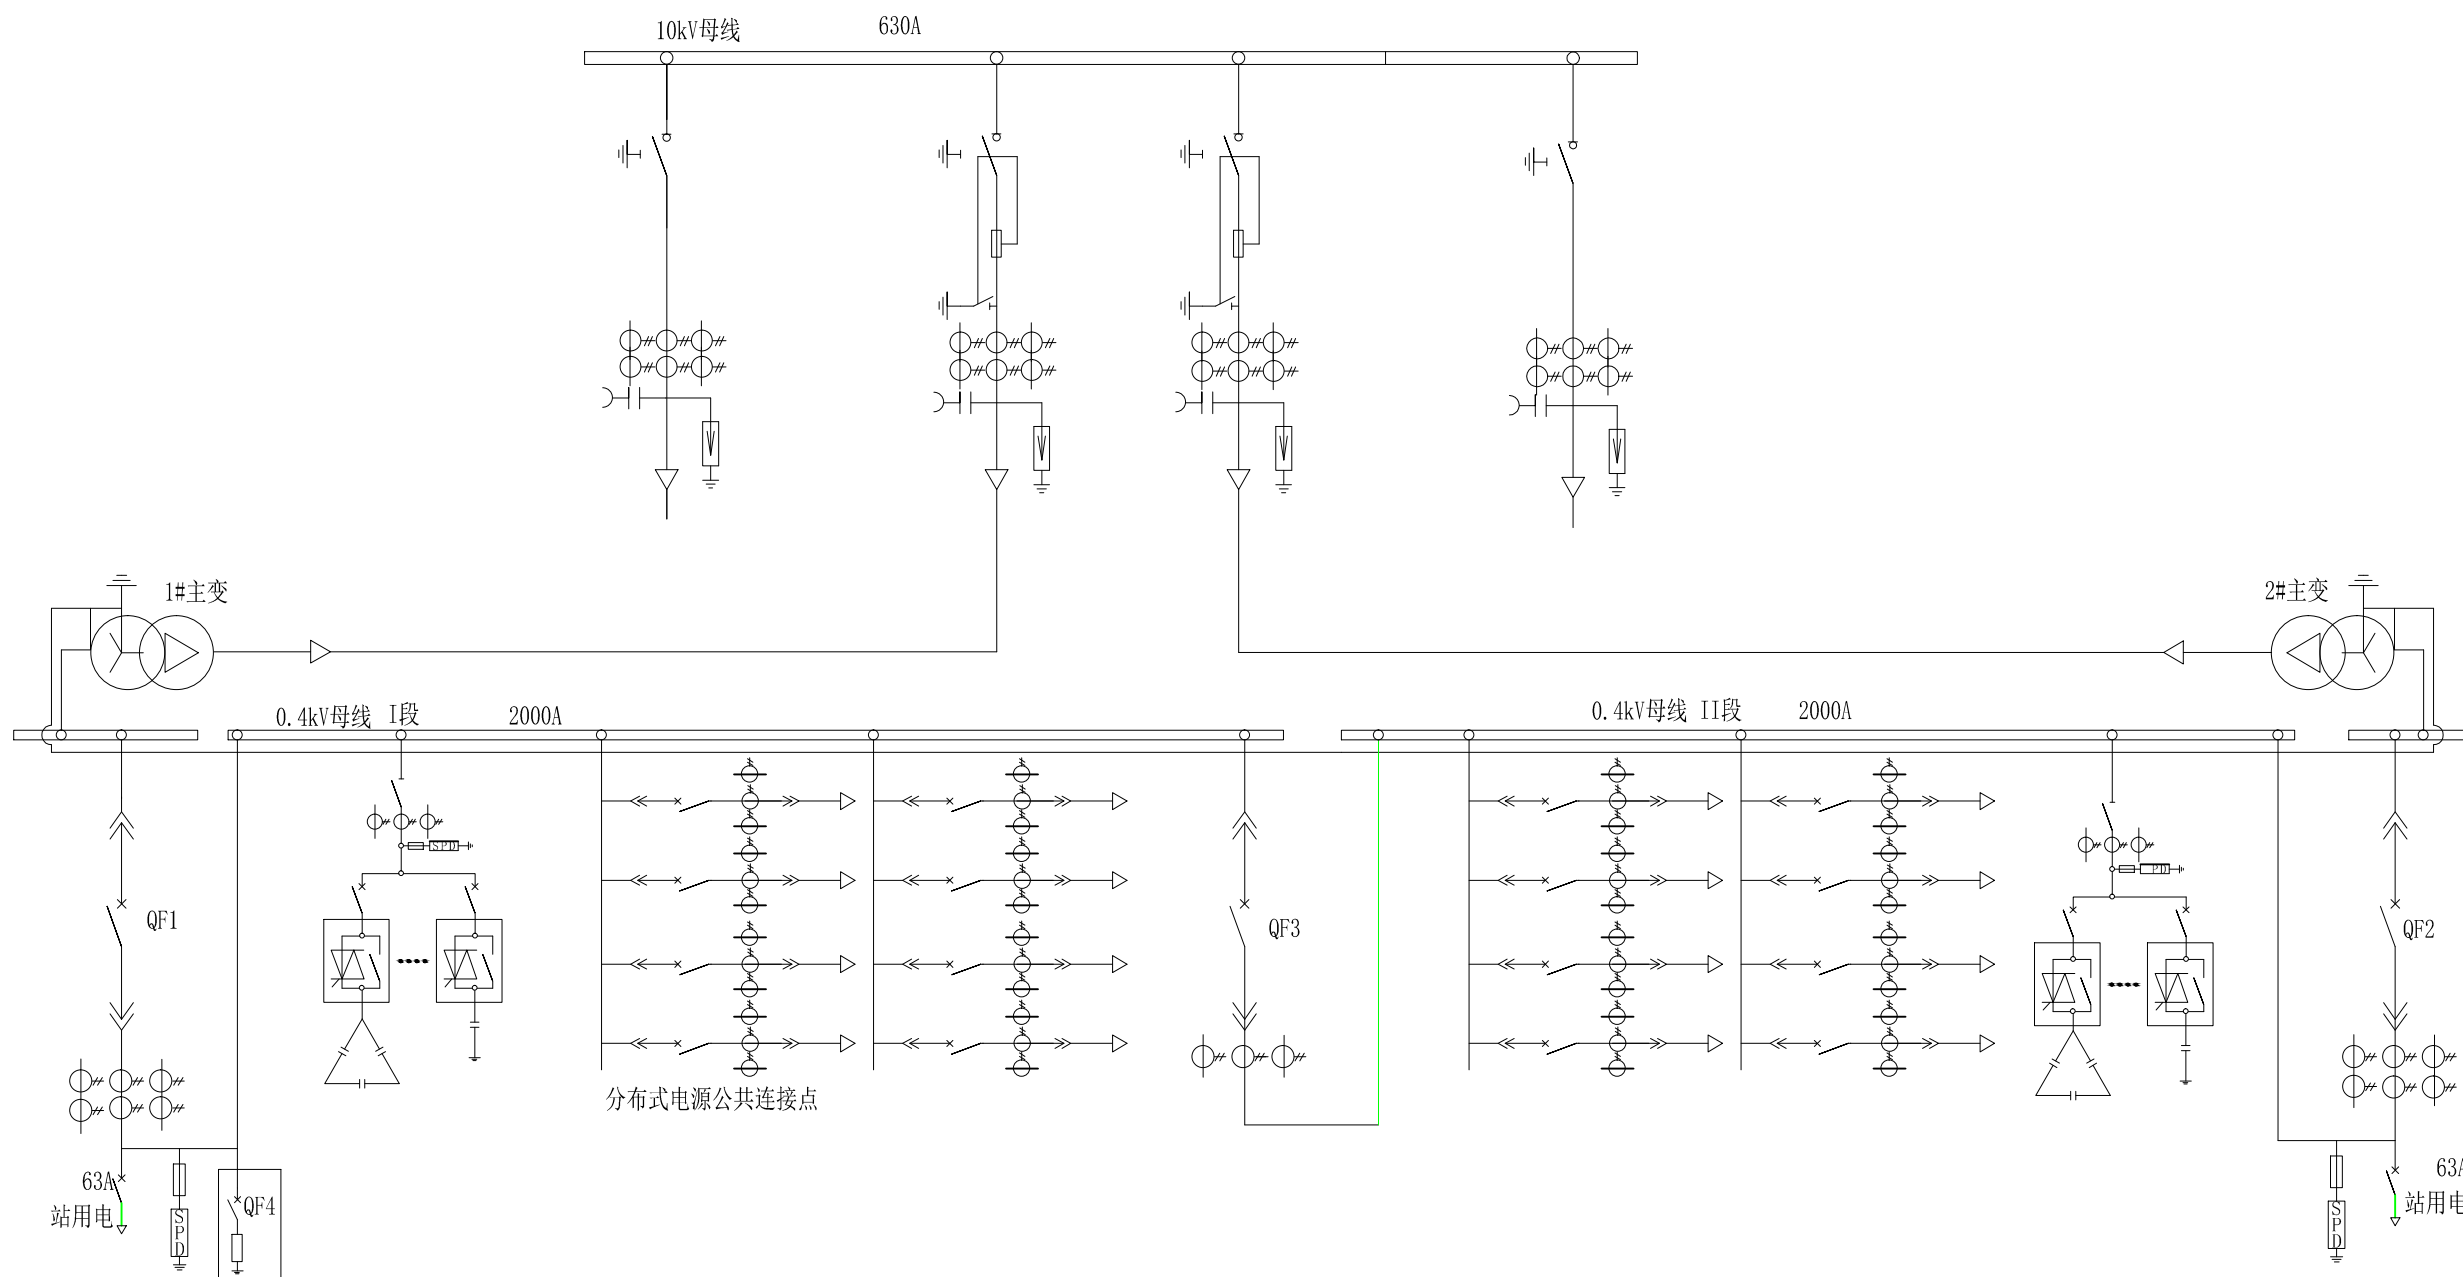 10kV母线 630A
1#主变
2#主变
0.4kV母线 I段 2000A
0.4kV母线 II段 2000A
SPD
PD
QF1
QF3
QF2
分布式电源公共连接点
63A
站用电
SPD
QF4
63A
站用电
SPD